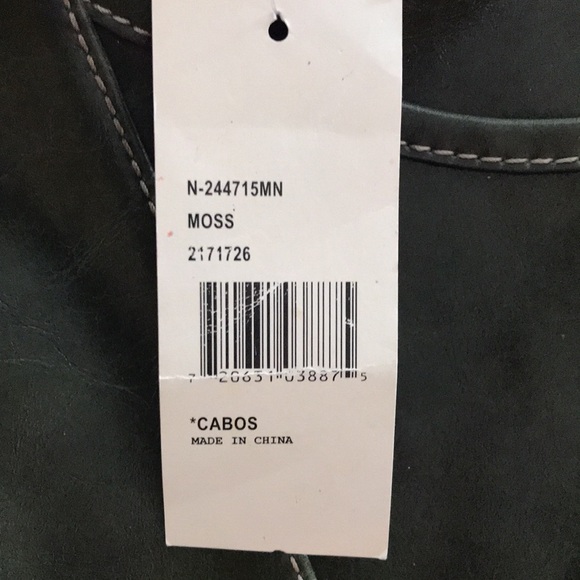 N-244715MN
MOSS
2171726
7 20631 03887 5
*CABOS
MADE IN CHINA